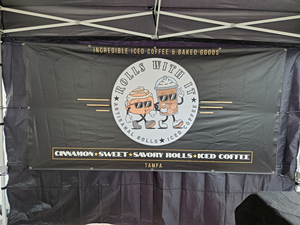 "INCREDIBLE ICED COFFEE & BAKED GOODS"
ROLLS WITH IT
ARTISANAL ROLLS ★ ICED COFFEE
CINNAMON★SWEET★SAVORY ROLLS★ICED COFFEE
TAMPA